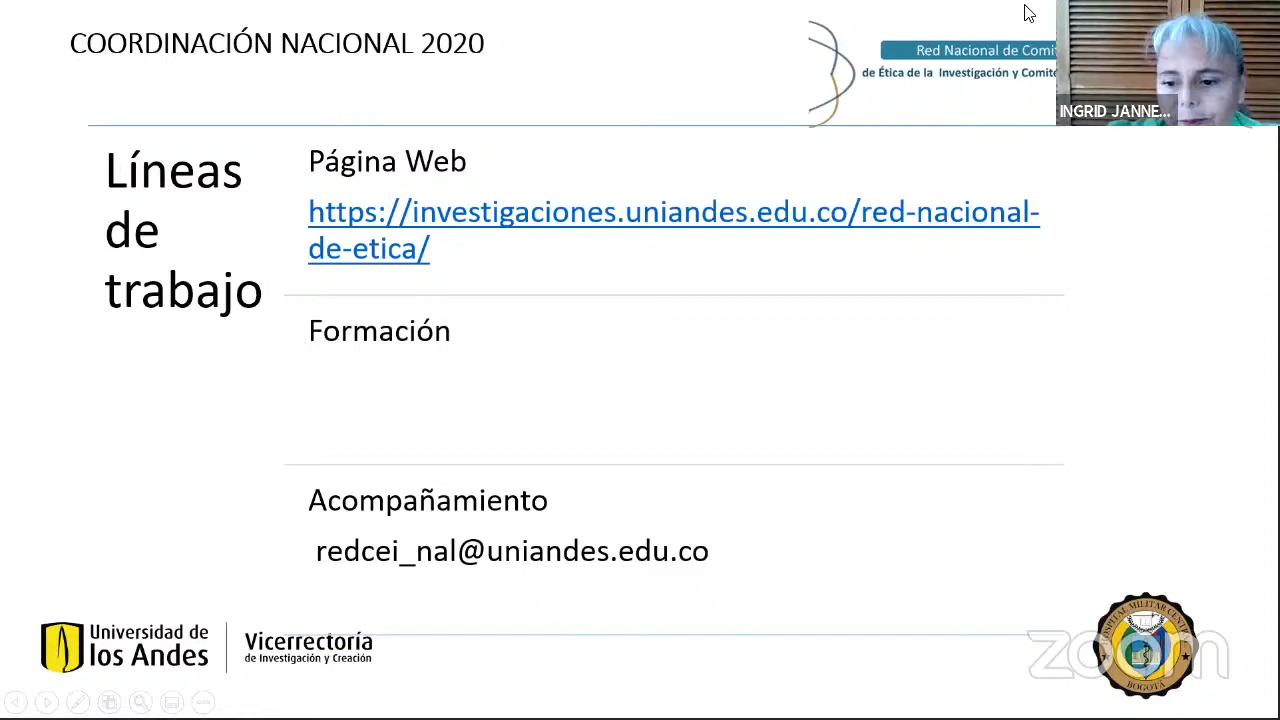 COORDINACIÓN NACIONAL 2020
Red Nacional de Comi
de Ética de la Investigación y Comité
INGRID JANNE...
Líneas
de
trabajo
Página Web
https://investigaciones.uniandes.edu.co/red-nacional-
de-etica/
Formación
Acompañamiento
redcei_nal@uniandes.edu.co
Universidad de
los Andes
Vicerrectoría
de Investigación y Creación
zoom
BOGOTÁ